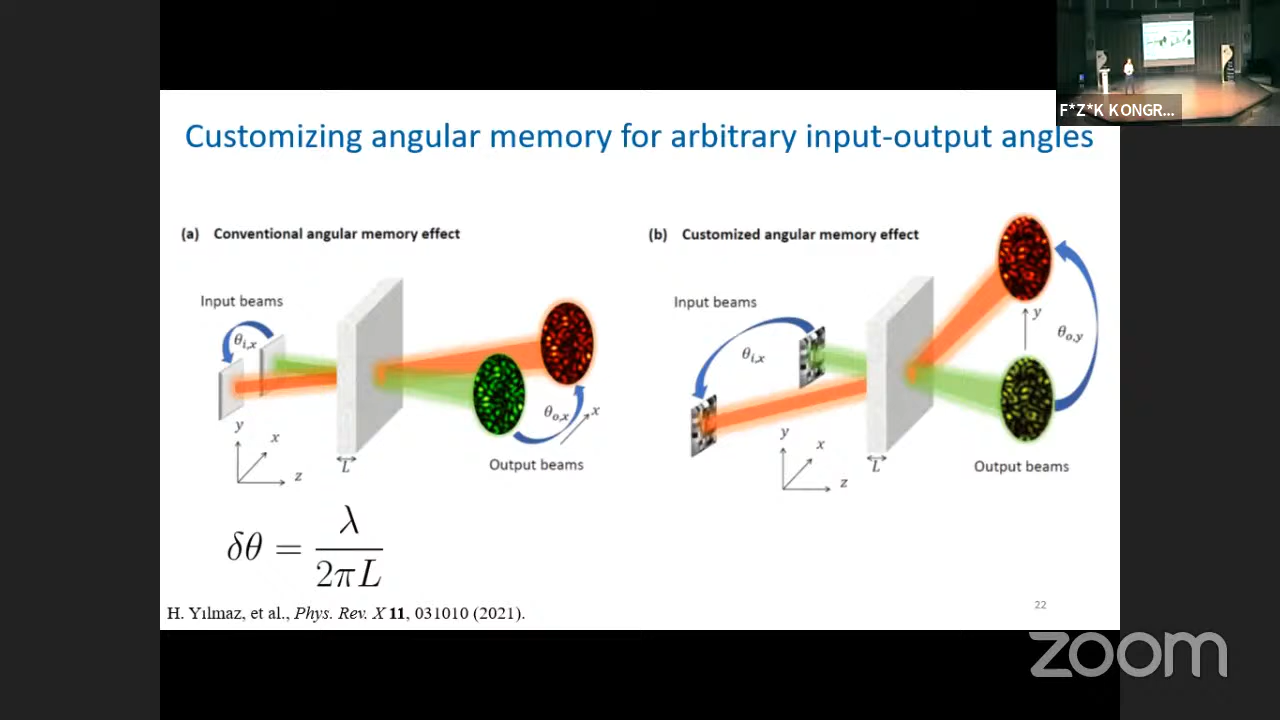 F*Z*K KONGR...
Customizing angular memory for arbitrary input-output angles
(a) Conventional angular memory effect
Input beams
θi,x
y
x
z
L
θo,x
x
Output beams
(b) Customized angular memory effect
Input beams
θi,x
y
x
z
L
y
θo,y
Output beams
δθ = λ / 2πL
H. Yılmaz, et al., Phys. Rev. X 11, 031010 (2021).
22
zoom